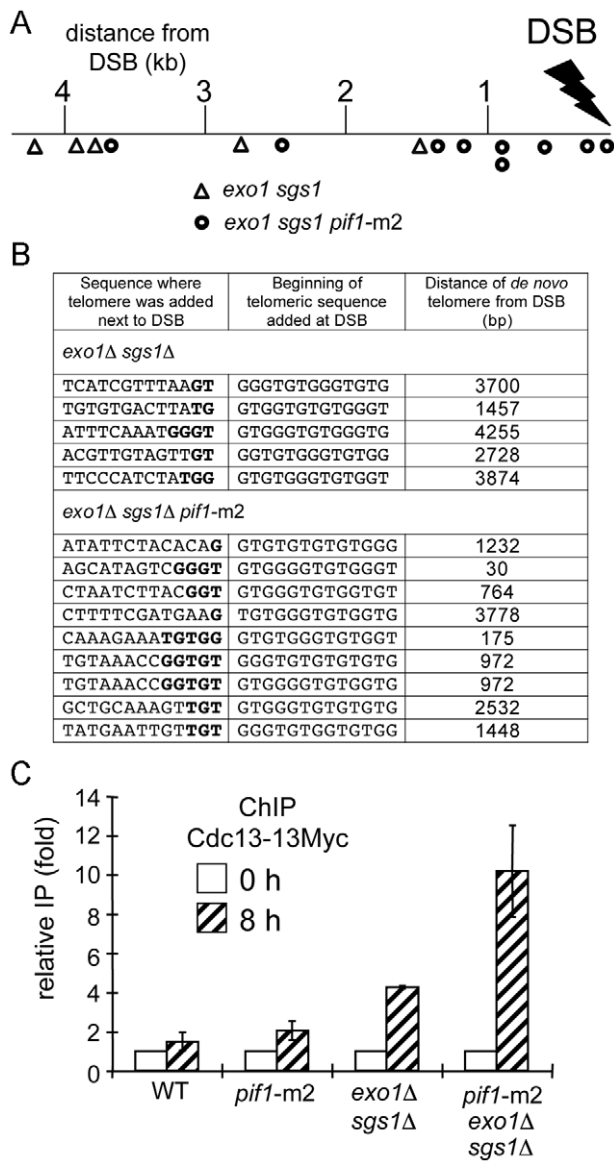 A
distance from
DSB (kb)
DSB
4 3 2 1
exo1 sgs1
exo1 sgs1 pif1-m2
B
Sequence where telomere was added next to DSB | Beginning of telomeric sequence added at DSB | Distance of de novo telomere from DSB (bp)
exo1Δ sgs1Δ
TCATCGTTTAAGT GGGTGTGGGTGTG 3700
TGTGTGACTTATG GTGGTGTGTGGGT 1457
ATTTCAAATGGGT GTGTGTGTGGGTG 4255
ACGTTGTAGTTGT GGTGGGTGTGTGG 2728
TTCCCATCTATGG GTGTGGGTGTGGT 3874
exo1Δ sgs1Δ pif1-m2
ATATTCTACACAG GTGTGTGTGTGGG 1232
AGCATAGTCGGGT GTGGGGTGTGGGT 30
CTAATCTTACGGT GTGGGTGTGGTGT 764
CTTTTCGATGAAG TGTGGGTGTGGTG 3778
CAAAGAAATGTGG GTGTGGGTGTGGT 175
TGTAAACCGGTGT GGGTGTGTGTGTG 972
TGTAAACCGGTGT GTGGGGTGTGGTG 972
GCTGCAAAGTTGT GTGGGTGTGTGTG 2532
TATGAATTGTTGT GGGTGTGGTGTGG 1448
C
ChIP
Cdc13-13Myc
0 h
8 h
relative IP (fold)
14
12
10
8
6
4
2
0
WT
pif1-m2
exo1Δ
sgs1Δ
pif1-m2
exo1Δ
sgs1Δ